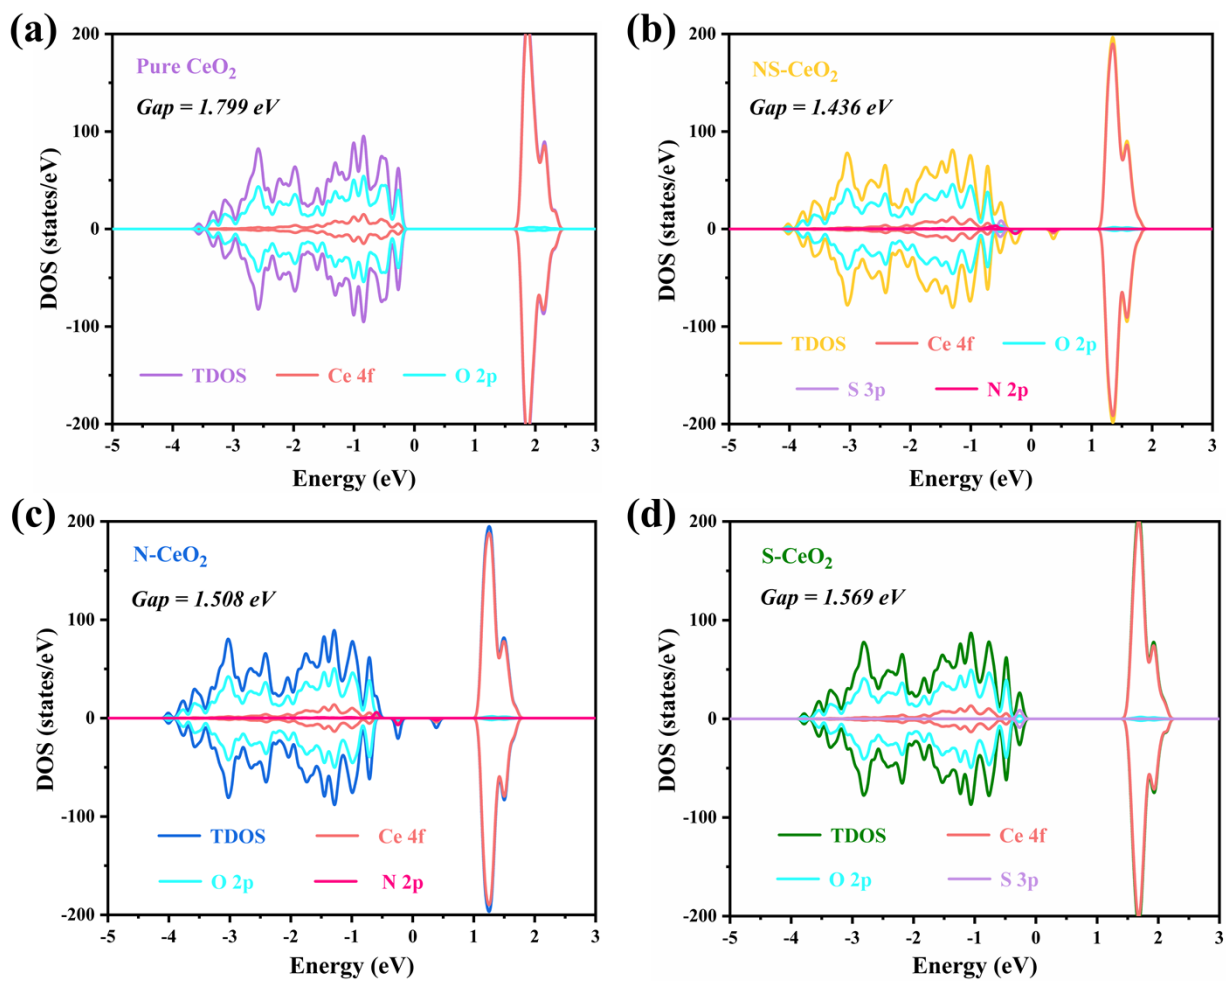 (a)
Pure CeO₂
Gap = 1.799 eV
200
100
0
-100
-200
DOS (states/eV)
TDOS Ce 4f O 2p
-5 -4 -3 -2 -1 0 1 2 3
Energy (eV)
(b)
NS-CeO₂
Gap = 1.436 eV
200
100
0
-100
-200
DOS (states/eV)
TDOS Ce 4f O 2p
S 3p N 2p
-5 -4 -3 -2 -1 0 1 2 3
Energy (eV)
(c)
N-CeO₂
Gap = 1.508 eV
200
100
0
-100
-200
DOS (states/eV)
TDOS Ce 4f
O 2p N 2p
-5 -4 -3 -2 -1 0 1 2 3
Energy (eV)
(d)
S-CeO₂
Gap = 1.569 eV
200
100
0
-100
-200
DOS (states/eV)
TDOS Ce 4f
O 2p S 3p
-5 -4 -3 -2 -1 0 1 2 3
Energy (eV)